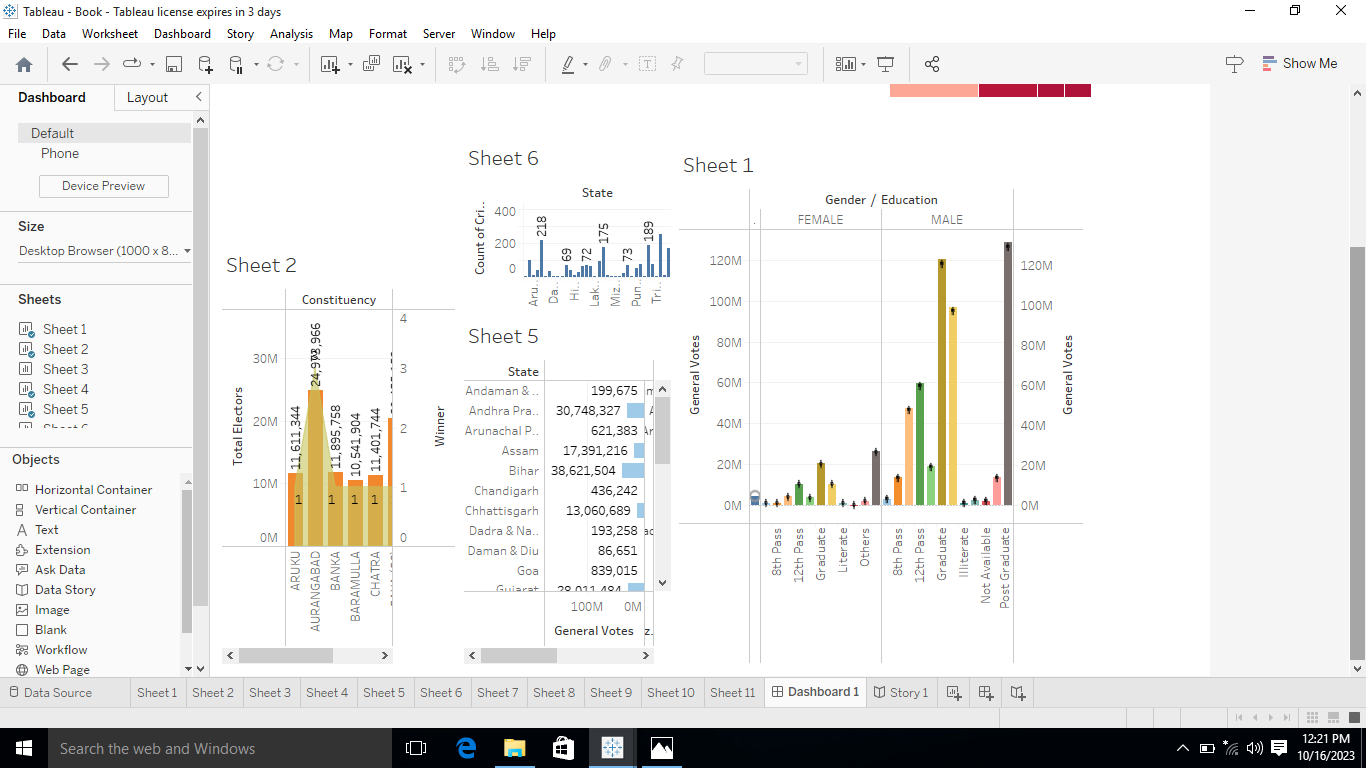 Tableau - Book - Tableau license expires in 3 days
File Data Worksheet Dashboard Story Analysis Map Format Server Window Help
Show Me
Dashboard Layout
Default
Phone
Device Preview
Size
Desktop Browser (1000 x 8...
Sheets
Sheet 1
Sheet 2
Sheet 3
Sheet 4
Sheet 5
Objects
Horizontal Container
Vertical Container
Text
Extension
Ask Data
Data Story
Image
Blank
Workflow
Web Page
Sheet 2
Constituency
Total Electors
30M
20M
10M
0M
11,611,344
24,973,966
11,895,758
10,541,904
11,401,744
1 1 1 1
4
3
2
1
0
Winner
ARUKU
AURANGABAD
BANKA
BARAMULLA
CHATRA
Sheet 6
State
Count of Cri..
400
200
0
218
69
72
175
73
189
Aru..
Da..
Hi..
Lak..
Miz..
Pun..
Tri..
Sheet 5
State
Andaman & .. 199,675
Andhra Pra.. 30,748,327
Arunachal P.. 621,383
Assam 17,391,216
Bihar 38,621,504
Chandigarh 436,242
Chhattisgarh 13,060,689
Dadra & Na.. 193,258
Daman & Diu 86,651
Goa 839,015
Gujarat 28,011,484
100M 0M
General Votes z.
Sheet 1
Gender / Education
FEMALE MALE
General Votes
120M
100M
80M
60M
40M
20M
0M
120M
100M
80M
60M
40M
20M
0M
General Votes
8th Pass
12th Pass
Graduate
Literate
Others
8th Pass
12th Pass
Graduate
Illiterate
Not Available
Post Graduate
Data Source Sheet 1 Sheet 2 Sheet 3 Sheet 4 Sheet 5 Sheet 6 Sheet 7 Sheet 8 Sheet 9 Sheet 10 Sheet 11 Dashboard 1 Story 1
Search the web and Windows
12:21 PM
10/16/2023